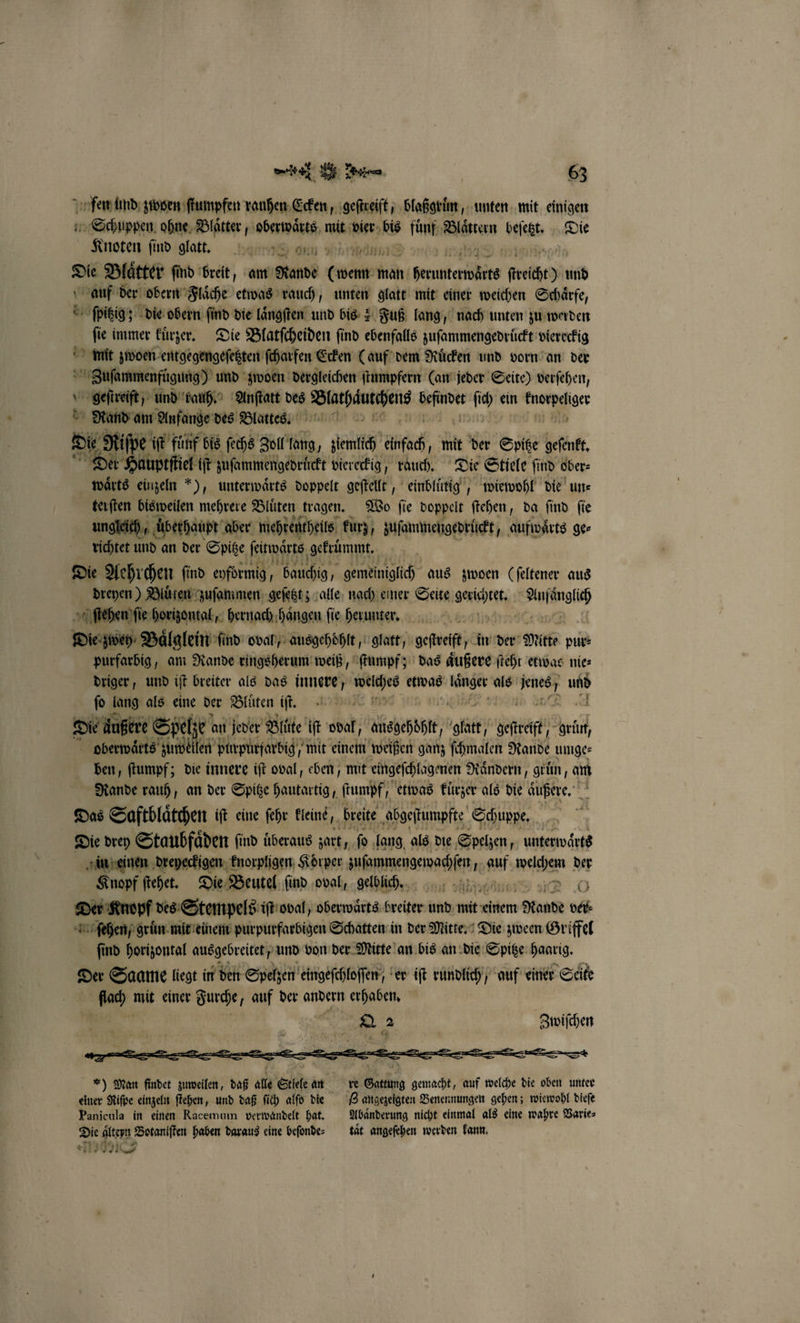 63
sen und zwoen stumpfen rauhen Ecken, gestreift, blaßgrün, unten mit einigen
Schuppen ohne Blätter, oberwärts mit vier bis fünf Blättern besetzt. Die
Knoten sind glatt.
Die Blätter sind breit, am Rande (wenn man herunterwärts streicht) und
auf der obern Fläche etwas rauch, unten glatt mit einer weichen Schärfe,
spitzig; die obern sind die längsten und bis ½ Fuß lang, nach unten zu werden
sie immer kürzer. Die Blatscheiden sind ebenfalls zusammengedrückt viereckig
mit zwoen entgegengesetzten scharfen Ecken (auf dem Rücken und vorn an der
Zusammenfügung) und zwoen dergleichen stumpfern (an jeder Seite) versehen,
gestreift, und rauh. Anstatt des Blathäutchens befindet sich ein knorpeliger
Rand am Anfange des Blattes.
Die Rispe ist fünf bis sechs Zoll lang, ziemlich einfach, mit der Spitze gesenkt.
Der Hauptstiel ist zusammengedrückt viereckig, rauch. Die Stiele sind ober=
wärts einzeln *), unterwärts doppelt gestellt, einblütig, wiewohl die un=
tersten bisweilen mehrere Blüten tragen. Wo sie doppelt stehen, da sind sie
ungleich, überhaupt aber mehrentheils kurz, zusammengedrückt, aufwärts ge=
richtet und an der Spitze seitwärts gekrümmt.
Die Aehrchen sind eyförmig, bauchig, gemeiniglich aus zwoen (seltener aus
dreyen) Blüten zusammen gesetzt; alle nach einer Seite gerichtet. Anfänglich
stehen sie horizontal, hernach hängen sie herunter.
Die zwey Bälglein sind oval, ausgehöhlt, glatt, gestreift, in der Mitte pur=
purfarbig, am Rande ringsherum weiß, stumpf; das äußere steht etwas nie=
driger, und ist breiter als das innere, welches etwas länger als jenes, und
so lang als eine der Blüten ist.
Die äußere Spelze an jeder Blüte ist oval, ausgehöhlt, glatt, gestreift, grün,
oberwärts zuweilen purpurfarbig, mit einem weißen ganz schmalen Rande umge=
ben, stumpf; die innere ist oval, eben, mit eingeschlagenen Rändern, grün, am
Rande rauh, an der Spitze hautartig, stumpf, etwas kürzer als die äußere.
Das Saftblätchen ist eine sehr kleine, breite abgestumpfte Schuppe.
Die drey Staubfäden sind überaus zart, so lang als die Spelzen, unterwärts
in einen dreyeckigen knorpligen Körper zusammengewachsen, auf welchem der
Knopf stehet. Die Beutel sind oval, gelblich.
Der Knopf des Stempels ist oval, oberwärts breiter und mit einem Rande ver=
sehen, grün mit einem purpurfarbigen Schatten in der Mitte. Die zween Griffel
sind horizontal ausgebreitet, und von der Mitte an bis an die Spitze haarig.
Der Saame liegt in den Spelzen eingeschlossen, er ist rundlich, auf einer Seite
flach mit einer Furche, auf der andern erhaben.
Q 2 Zwischen
*) Man findet zuweilen, daß alle Stiele an
einer Rispe einzeln stehen, und daß sich also die
Panicula in einen Racemum verwandelt hat.
Die ältern Botanisten haben daraus eine besonde=
re Gattung gemacht, auf welche die oben unter
β angezeigten Benennungen gehen; wiewohl diese
Abänderung nicht einmal als eine wahre Varie=
tät angesehen werden kann.